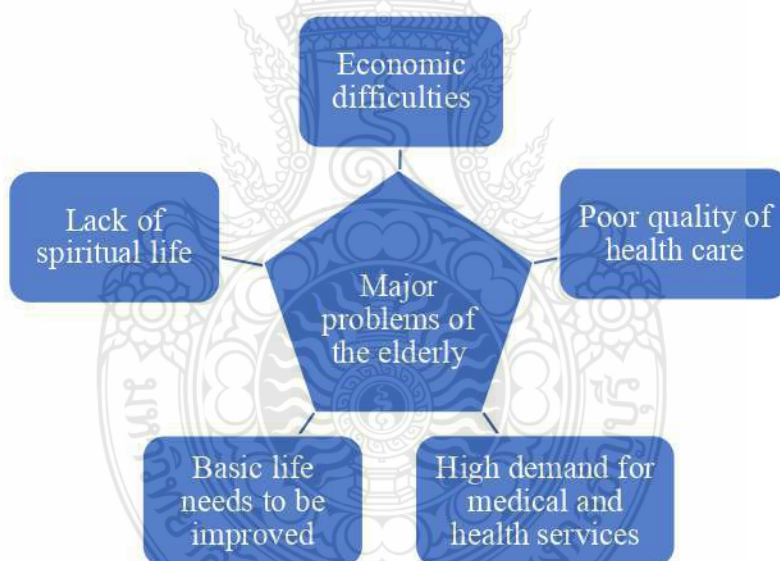 Economic
difficulties
Lack of
spiritual life
Poor quality of
health care
Major
problems of
the elderly
Basic life
needs to be
improved
High demand for
medical and
health services